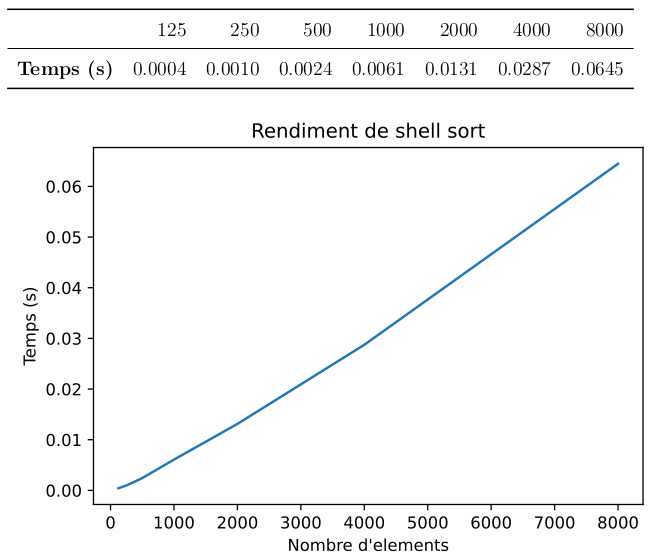 125 250 500 1000 2000 4000 8000
Temps (s) 0.0004 0.0010 0.0024 0.0061 0.0131 0.0287 0.0645
Rendiment de shell sort
0.06
0.05
0.04
0.03
0.02
0.01
0.00
Temps (s)
0 1000 2000 3000 4000 5000 6000 7000 8000
Nombre d'elements